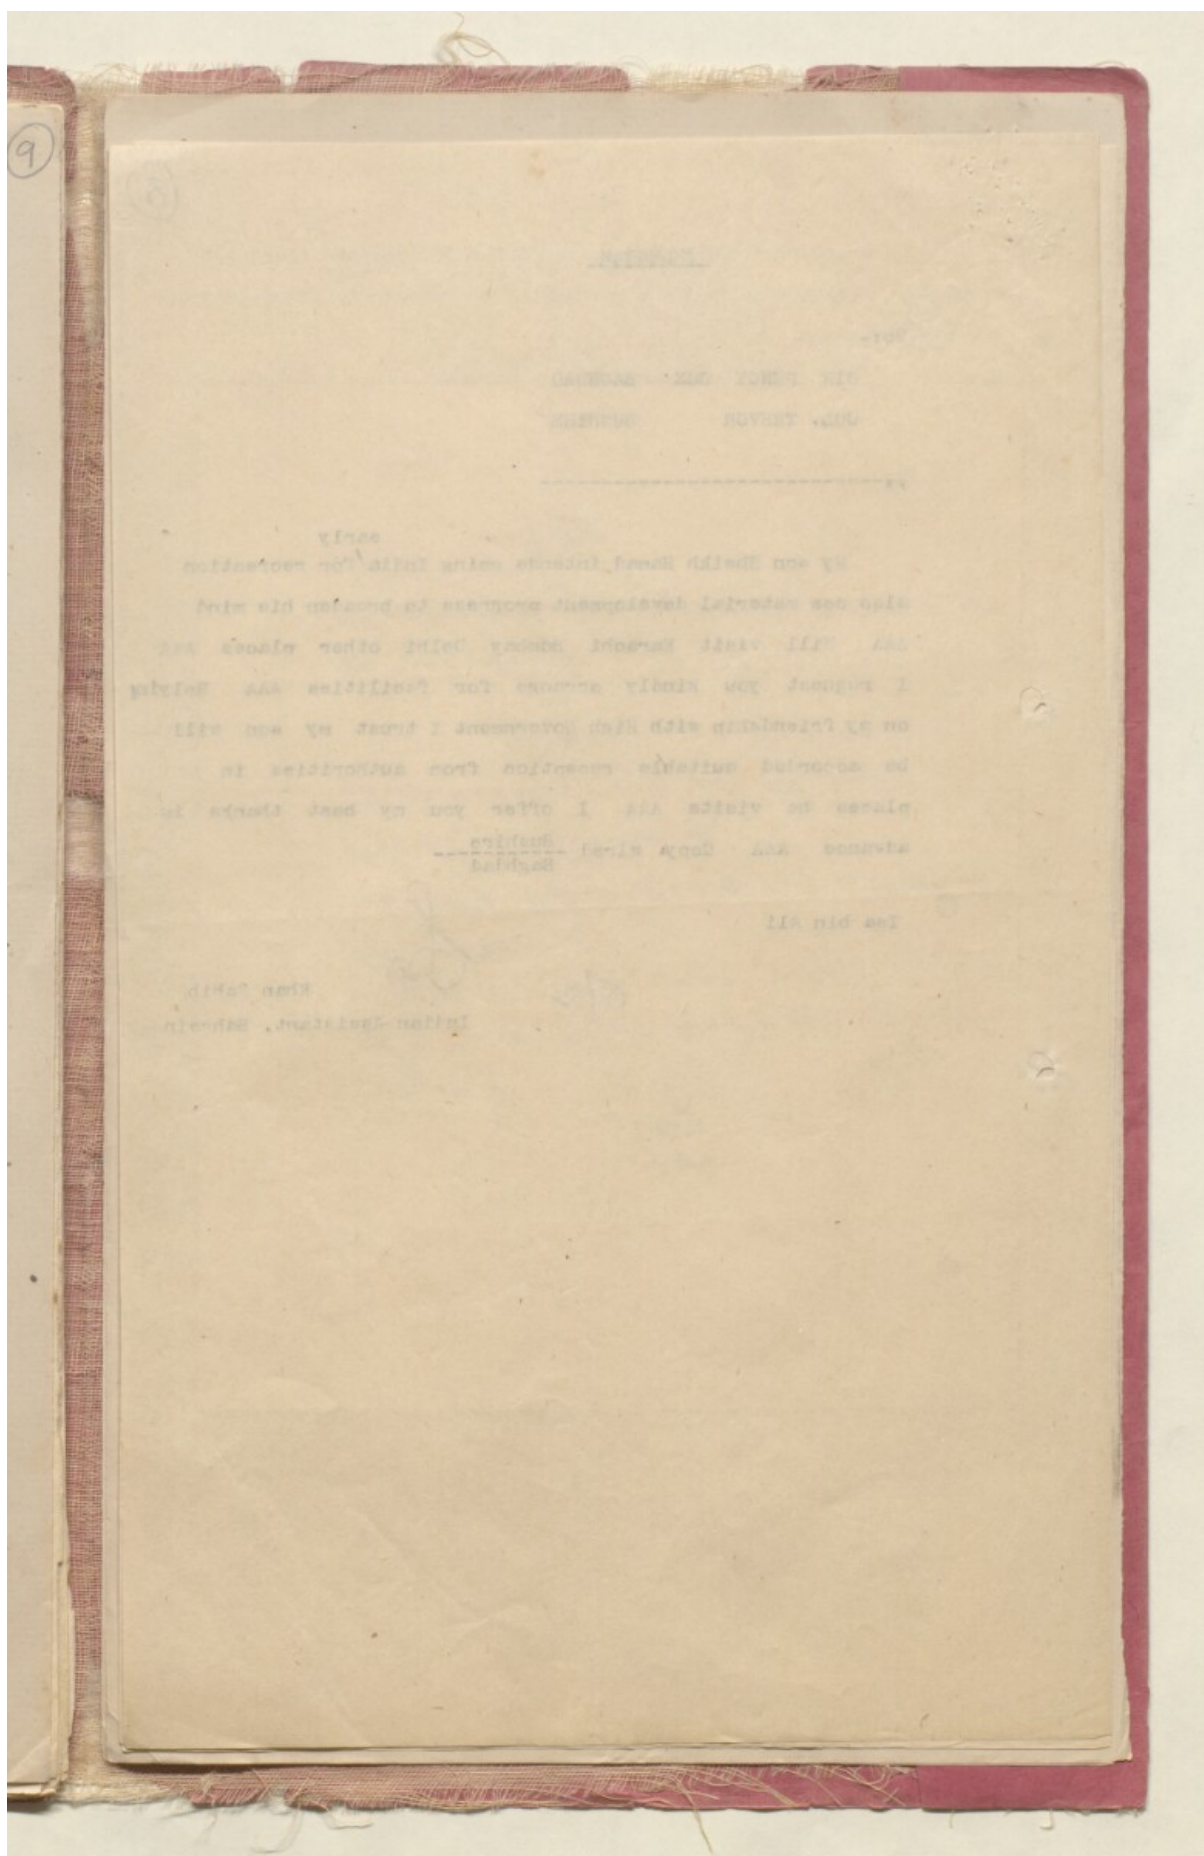 9
6
SIR PERCY COX BAGHDAD
COL. TREVOR BUSHIRE
early
My son Sheikh Hamad intends going India for recreation
also see material development progress to broaden his mind
AAA Will visit Karachi Bombay Delhi other places AAA
I request you kindly arrange for facilities AAA Relying
on my friendship with High Government I trust my son will
be accorded suitable reception from authorities in
places he visits AAA I offer you my best thanks in
advance AAA Copy wired Bushire
Baghdad
Isa bin Ali
Khan Sahib
Indian Assistant, Bahrain